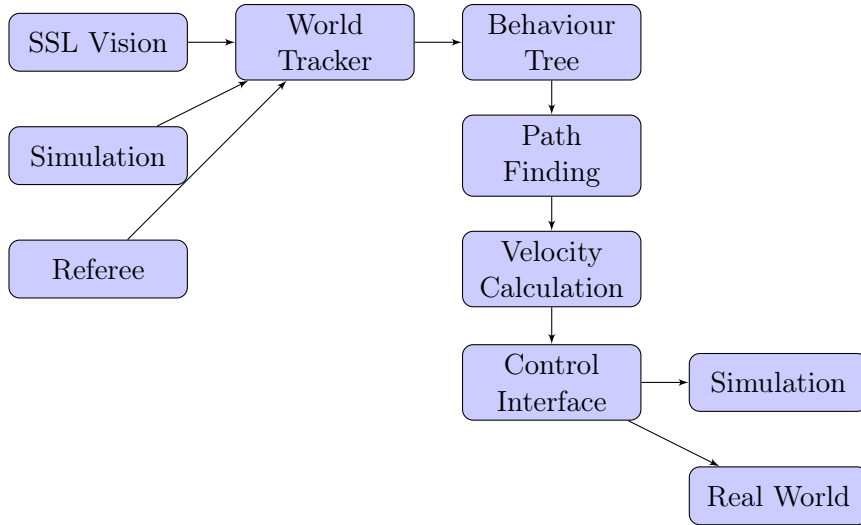 SSL Vision
World
Tracker
Behaviour
Tree
Simulation
Path
Finding
Referee
Velocity
Calculation
Control
Interface
Simulation
Real World